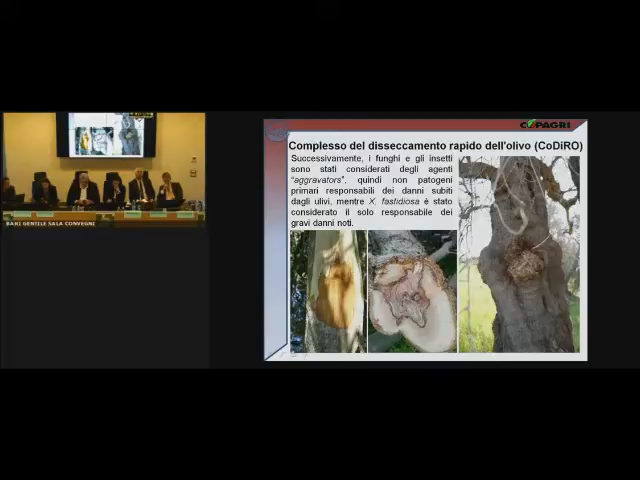 COPAGRI
Complesso del disseccamento rapido dell'olivo (CoDiRO)
Successivamente, i funghi e gli insetti
sono stati considerati degli agenti
"aggravators", quindi non patogeni
primari responsabili dei danni subiti
dagli ulivi, mentre X. fastidiosa è stato
considerato il solo responsabile dei
gravi danni noti.
BARI GENTILE SALA CONVEGNI